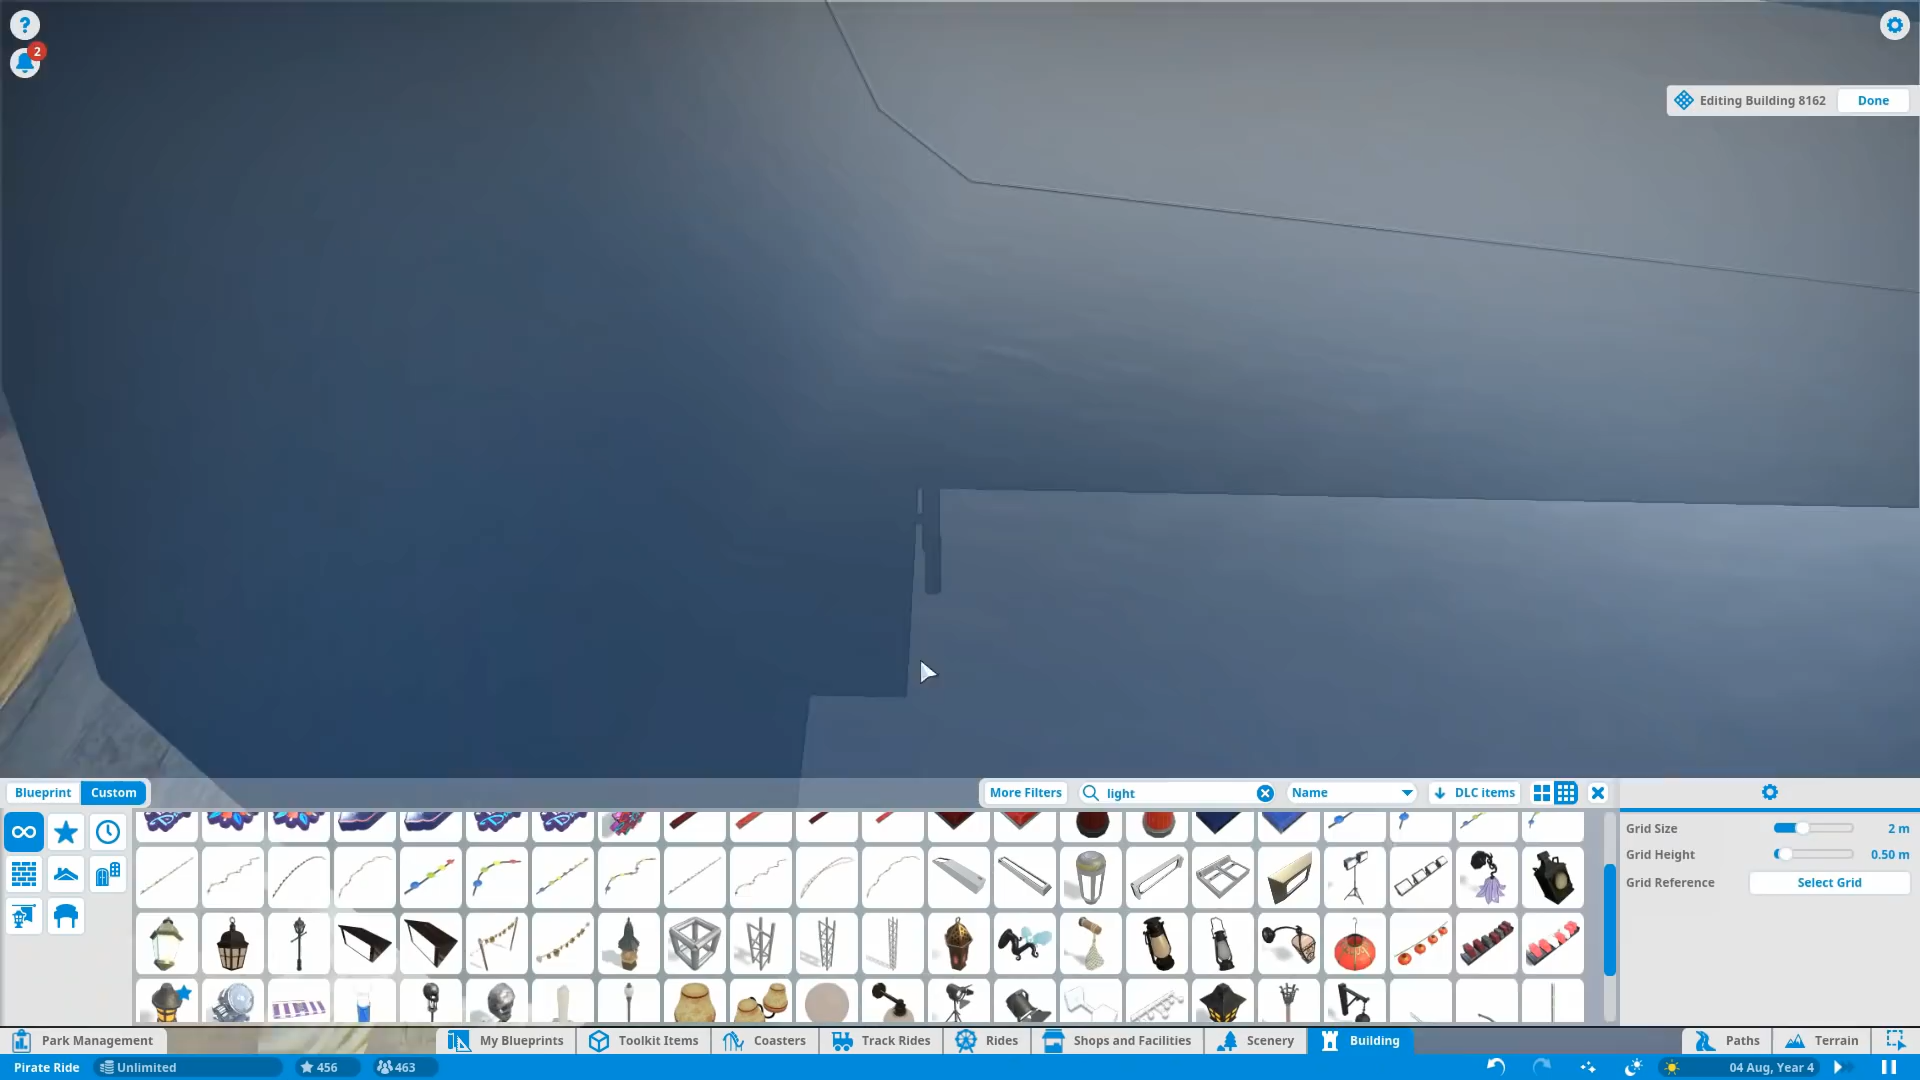 ?
2
Editing Building 8162
Done
Blueprint
Custom
More Filters
light
Name
DLC items
Grid Size
2 m
Grid Height
0.50 m
Grid Reference
Select Grid
Park Management
My Blueprints
Toolkit Items
Coasters
Track Rides
Rides
Shops and Facilities
Scenery
Building
Paths
Terrain
Pirate Ride
Unlimited
456
463
04 Aug, Year 4